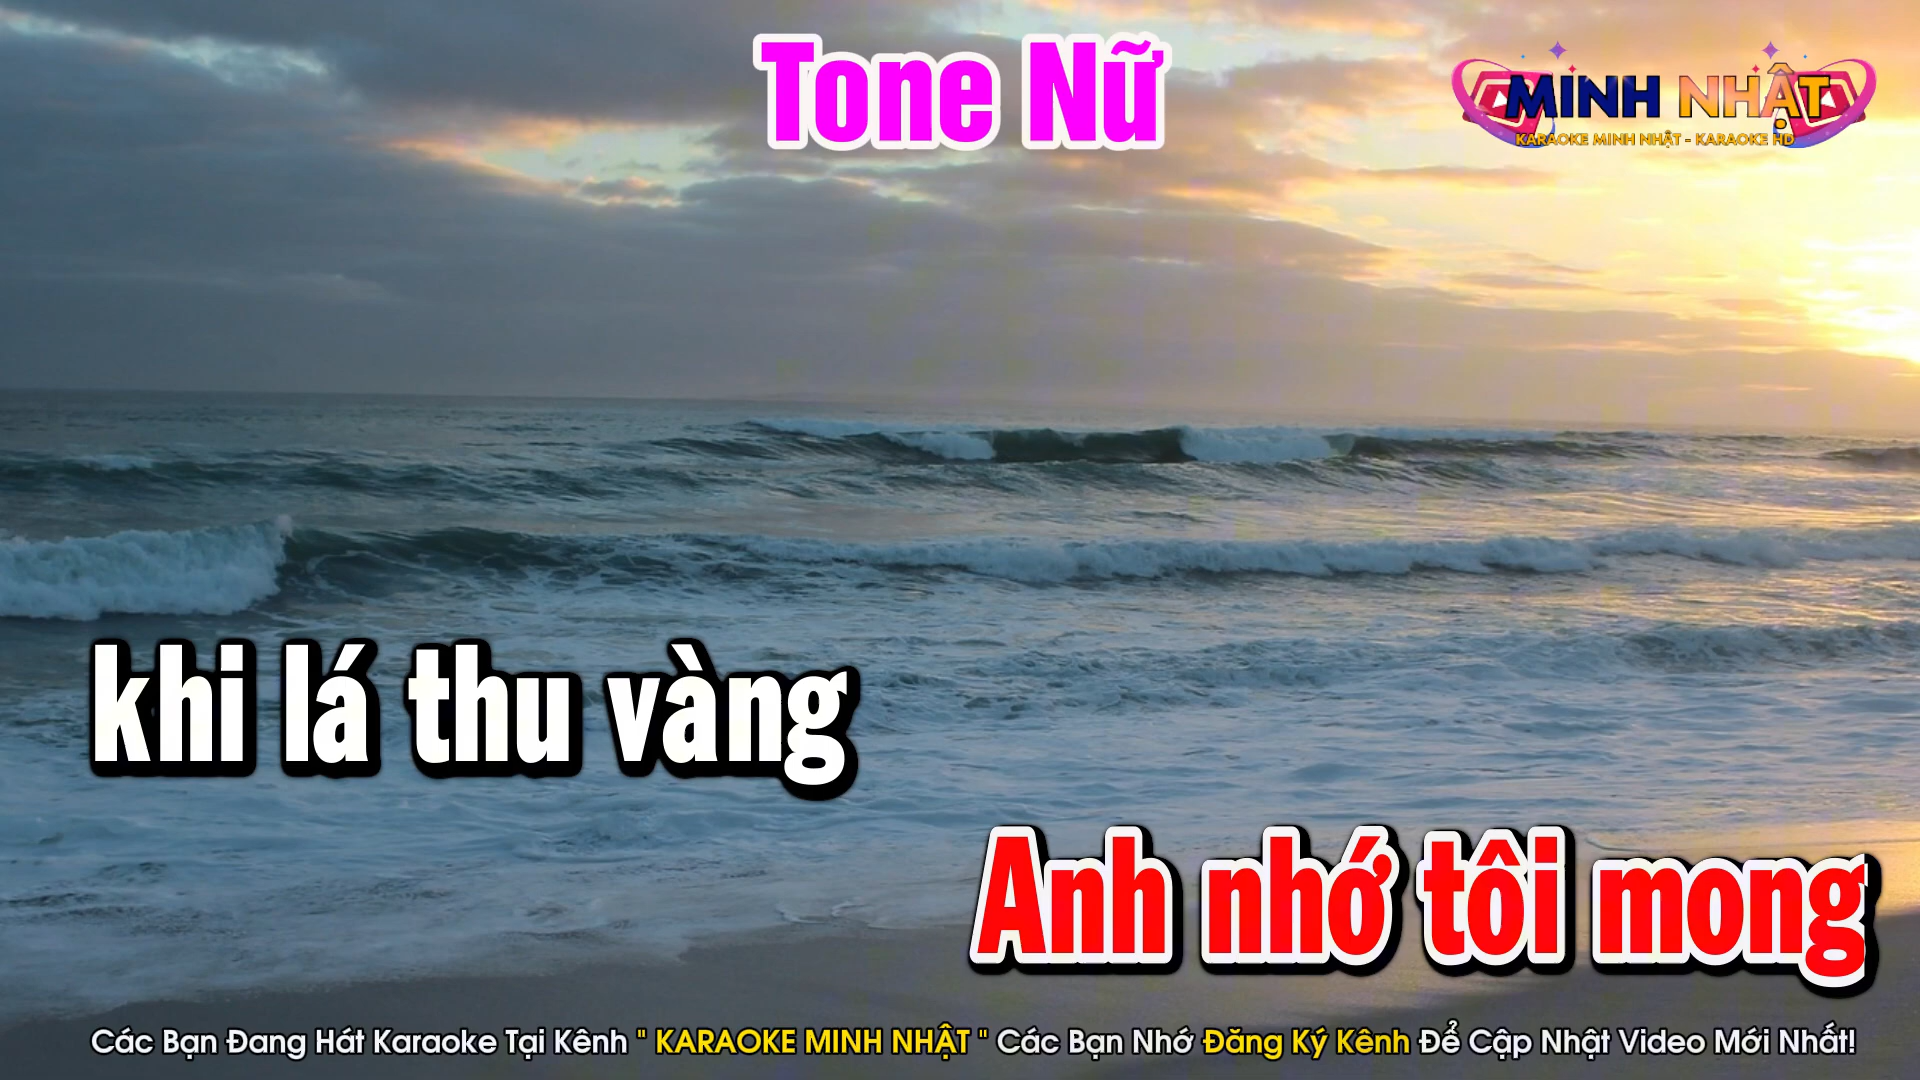 Tone Nữ
MINH NHẬT
KARAOKE MINH NHẬT - KARAOKE HD
khi lá thu vàng
Anh nhớ tôi mong
Các Bạn Đang Hát Karaoke Tại Kênh " KARAOKE MINH NHẬT " Các Bạn Nhớ Đăng Ký Kênh Để Cập Nhật Video Mới Nhất!